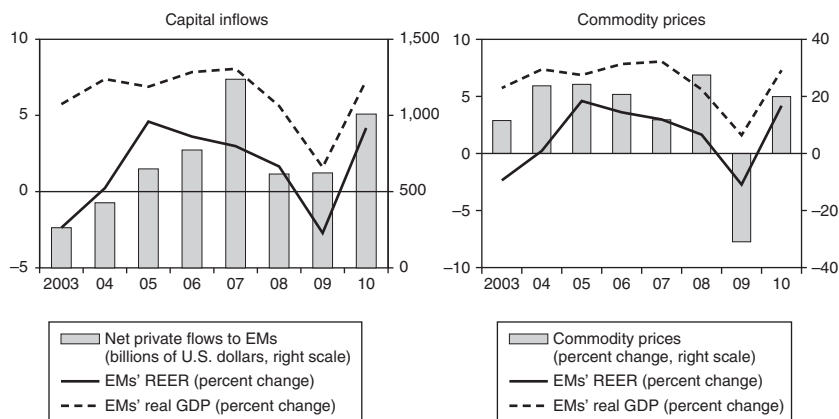 Capital inflows
10
5
0
−5
1,500
1,000
500
0
2003 04 05 06 07 08 09 10
Net private flows to EMs
(billions of U.S. dollars, right scale)
EMs' REER (percent change)
EMs' real GDP (percent change)
Commodity prices
10
5
0
−5
−10
40
20
0
−20
−40
2003 04 05 06 07 08 09 10
Commodity prices
(percent change, right scale)
EMs' REER (percent change)
EMs' real GDP (percent change)